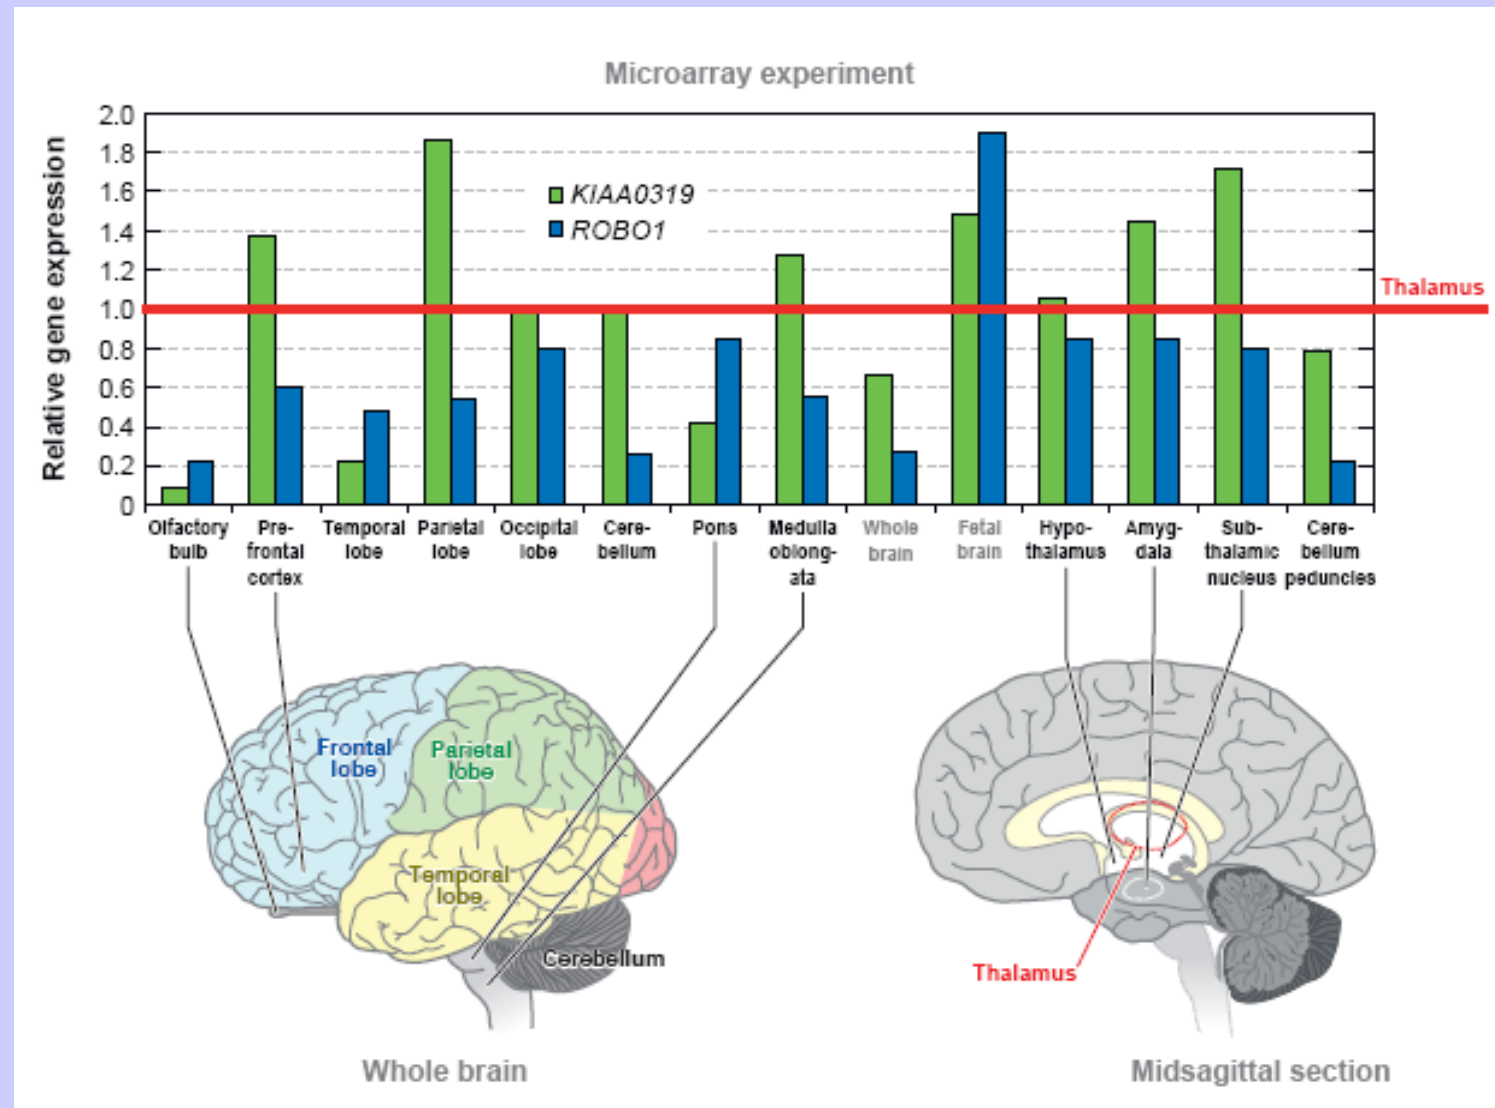 Microarray experiment
Relative gene expression
2.0
1.8
1.6
1.4
1.2
1.0
0.8
0.6
0.4
0.2
0
KIAA0319
ROBO1
Thalamus
Olfactory
bulb
Pre-
frontal
cortex
Temporal
lobe
Parietal
lobe
Occipital
lobe
Cere-
bellum
Pons
Medulla
oblong-
ata
Whole
brain
Fetal
brain
Hypo-
thalamus
Amyg-
dala
Sub-
thalamic
nucleus
Cere-
bellum
peduncles
Frontal
lobe
Parietal
lobe
Temporal
lobe
Cerebellum
Thalamus
Whole brain
Midsagittal section